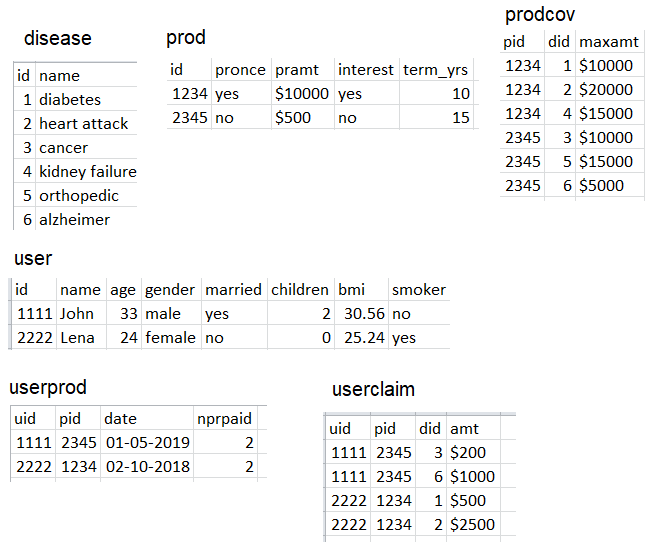 disease
id name
1 diabetes
2 heart attack
3 cancer
4 kidney failure
5 orthopedic
6 alzheimer
prod
id pronce pramt interest term_yrs
1234 yes $10000 yes 10
2345 no $500 no 15
prodcov
pid did maxamt
1234 1 $10000
1234 2 $20000
1234 4 $15000
2345 3 $10000
2345 5 $15000
2345 6 $5000
user
id name age gender married children bmi smoker
1111 John 33 male yes 2 30.56 no
2222 Lena 24 female no 0 25.24 yes
userprod
uid pid date nprpaid
1111 2345 01-05-2019 2
2222 1234 02-10-2018 2
userclaim
uid pid did amt
1111 2345 3 $200
1111 2345 6 $1000
2222 1234 1 $500
2222 1234 2 $2500